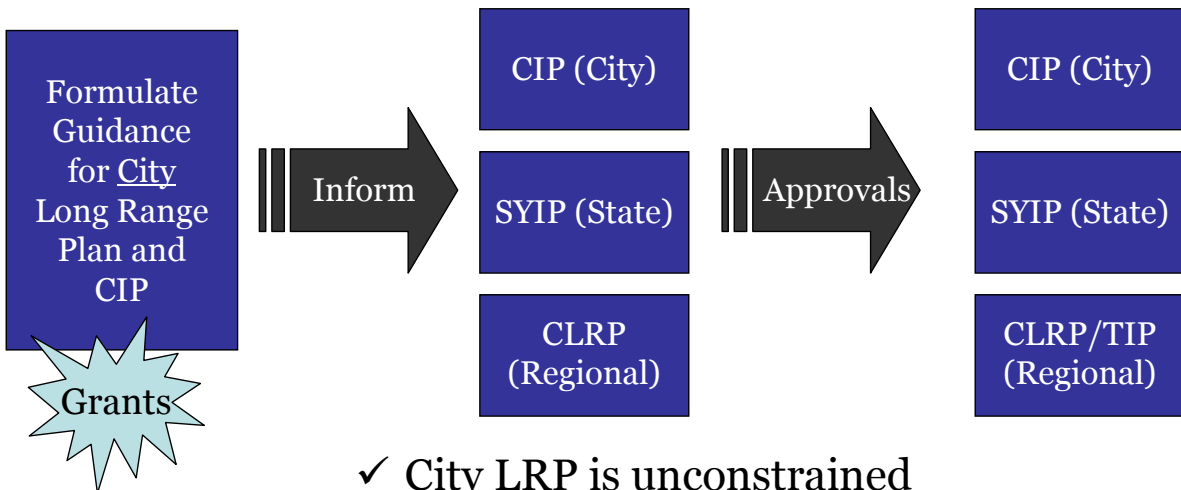 Formulate
Guidance
for City
Long Range
Plan and
CIP
Grants
Inform
CIP (City)
SYIP (State)
CLRP
(Regional)
Approvals
CIP (City)
SYIP (State)
CLRP/TIP
(Regional)
✓ City LRP is unconstrained